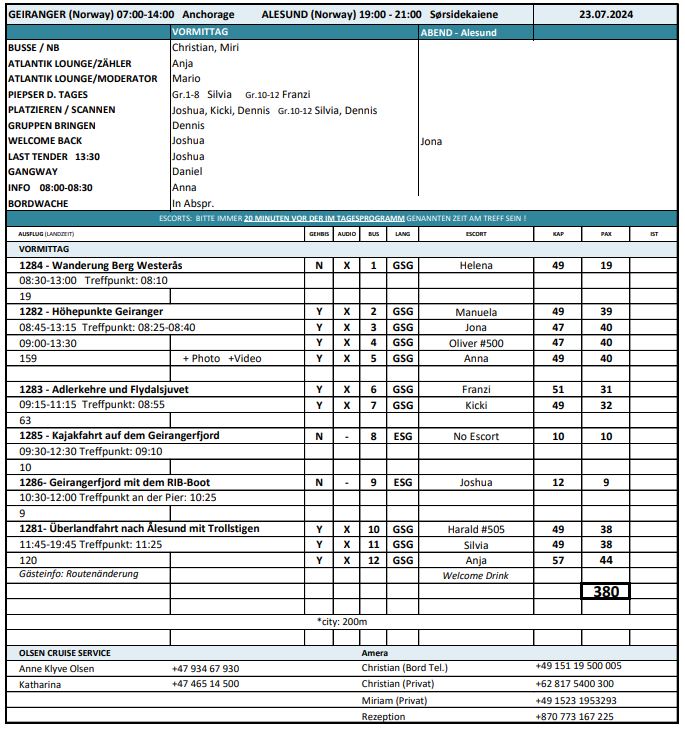 GEIRANGER (Norway) 07:00-14:00 Anchorage ALESUND (Norway) 19:00 - 21:00 Sørsidekaiene 23.07.2024
VORMITTAG ABEND - Alesund
BUSSE / NB Christian, Miri
ATLANTIK LOUNGE/ZÄHLER Anja
ATLANTIK LOUNGE/MODERATOR Mario
PIEPSER D. TAGES Gr.1-8 Silvia Gr.10-12 Franzi
PLATZIEREN / SCANNEN Joshua, Kicki, Dennis Gr.10-12 Silvia, Dennis
GRUPPEN BRINGEN Dennis
WELCOME BACK Joshua Jona
LAST TENDER 13:30 Joshua
GANGWAY Daniel
INFO 08:00-08:30 Anna
BORDWACHE In Abspr.
ESCORTS: BITTE IMMER 20 MINUTEN VOR DER IM TAGESPROGRAMM GENANNTEN ZEIT AM TREFF SEIN !
AUSFLUG (LANDZEIT) GEHBIS AUDIO BUS LANG ESCORT KAP PAX IST
VORMITTAG
1284 - Wanderung Berg Westerås N X 1 GSG Helena 49 19
08:30-13:00 Treffpunkt: 08:10
19
1282 - Höhepunkte Geiranger Y X 2 GSG Manuela 49 39
08:45-13:15 Treffpunkt: 08:25-08:40 Y X 3 GSG Jona 47 40
09:00-13:30 Y X 4 GSG Oliver #500 47 40
159 + Photo +Video Y X 5 GSG Anna 49 40
1283 - Adlerkehre und Flydalsjuvet Y X 6 GSG Franzi 51 31
09:15-11:15 Treffpunkt: 08:55 Y X 7 GSG Kicki 49 32
63
1285 - Kajakfahrt auf dem Geirangerfjord N - 8 ESG No Escort 10 10
09:30-12:30 Treffpunkt: 09:10
10
1286- Geirangerfjord mit dem RIB-Boot N - 9 ESG Joshua 12 9
10:30-12:00 Treffpunkt an der Pier: 10:25
9
1281- Überlandfahrt nach Ålesund mit Trollstigen Y X 10 GSG Harald #505 49 38
11:45-19:45 Treffpunkt: 11:25 Y X 11 GSG Silvia 49 38
120 Y X 12 GSG Anja 57 44
Gästeinfo: Routenänderung Welcome Drink
380
*city: 200m
OLSEN CRUISE SERVICE Amera
Anne Klyve Olsen +47 934 67 930 Christian (Bord Tel.) +49 151 19 500 005
Katharina +47 465 14 500 Christian (Privat) +62 817 5400 300
Miriam (Privat) +49 1523 1953293
Rezeption +870 773 167 225